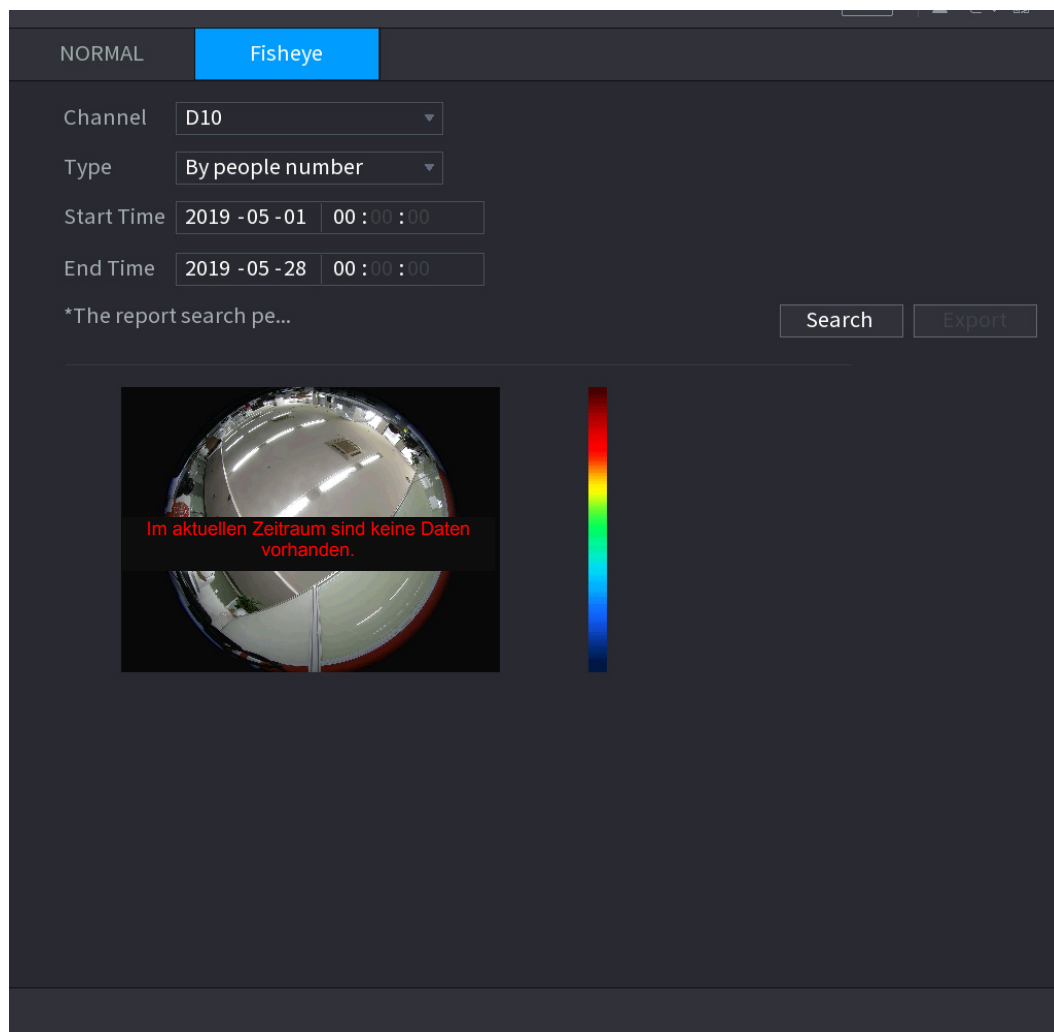 NORMAL Fisheye
Channel D10
Type By people number
Start Time 2019 - 05 - 01 00 : 00 : 00
End Time 2019 - 05 - 28 00 : 00 : 00
*The report search pe...
Search Export
Im aktuellen Zeitraum sind keine Daten
vorhanden.